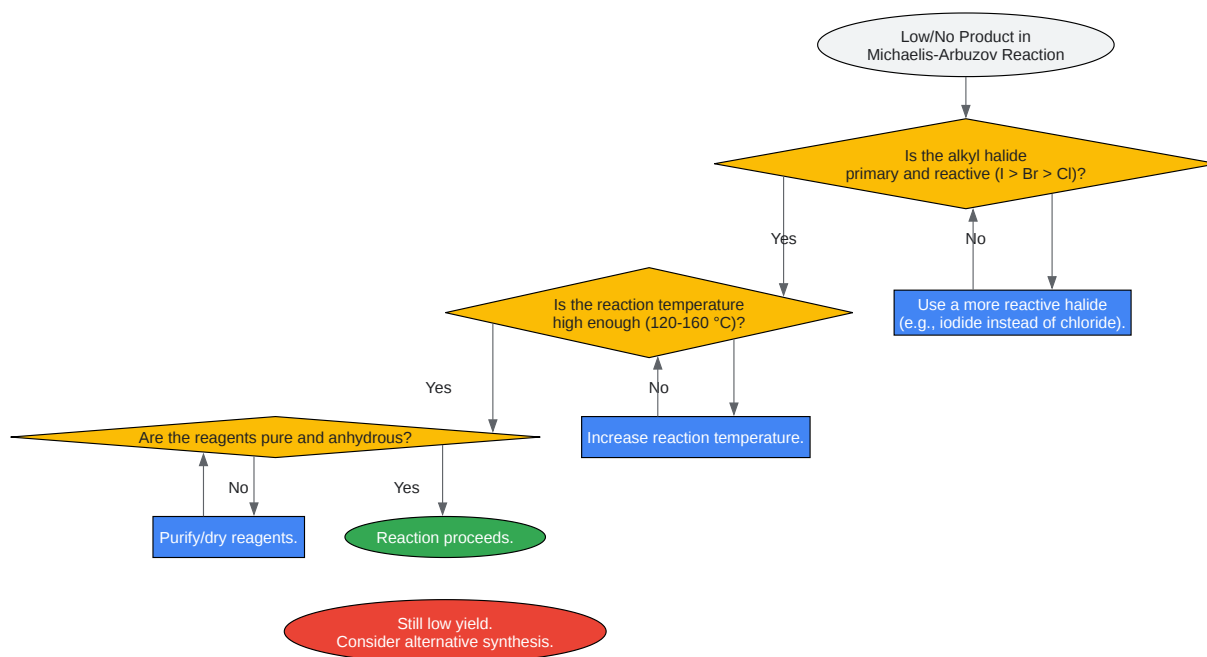 Low/No Product in
Michaelis-Arbuzov Reaction
Is the alkyl halide
primary and reactive (I > Br > Cl)?
Yes
No
Use a more reactive halide
(e.g., iodide instead of chloride).
Is the reaction temperature
high enough (120-160 °C)?
Yes
No
Increase reaction temperature.
Are the reagents pure and anhydrous?
No
Yes
Purify/dry reagents.
Reaction proceeds.
Still low yield.
Consider alternative synthesis.